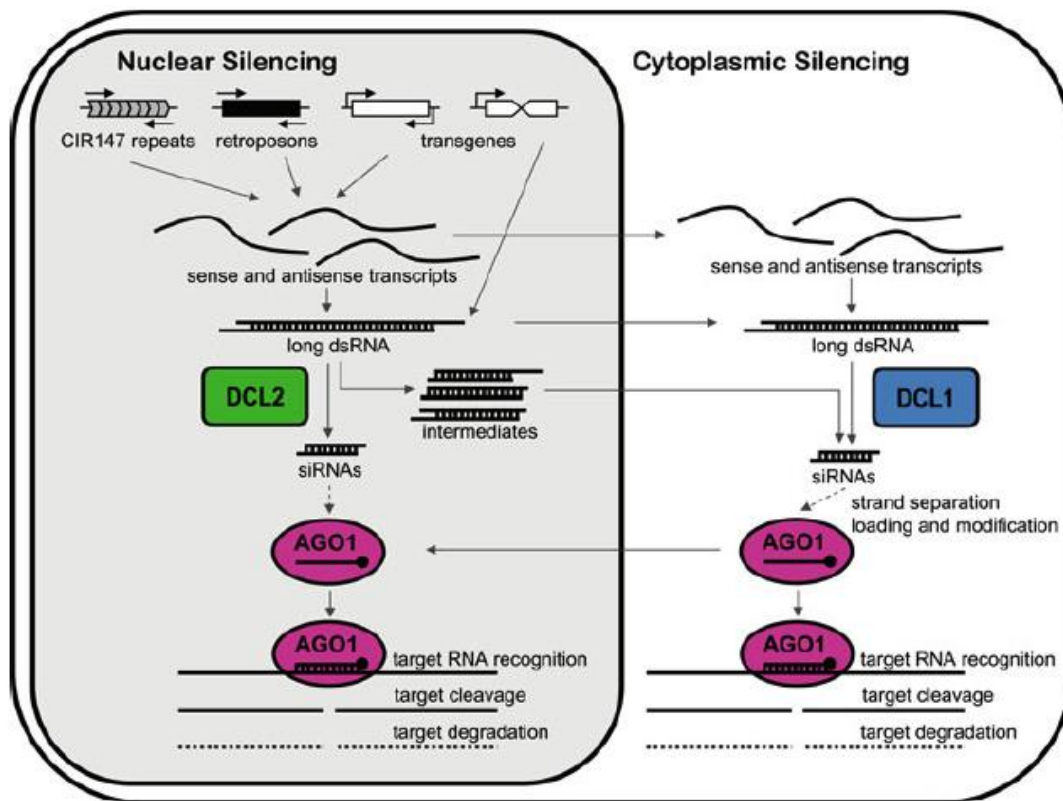 Nuclear Silencing
CIR147 repeats
retroposons
transgenes
sense and antisense transcripts
long dsRNA
DCL2
intermediates
siRNAs
AGO1
AGO1
target RNA recognition
target cleavage
target degradation
Cytoplasmic Silencing
sense and antisense transcripts
long dsRNA
DCL1
siRNAs
strand separation
loading and modification
AGO1
AGO1
target RNA recognition
target cleavage
target degradation